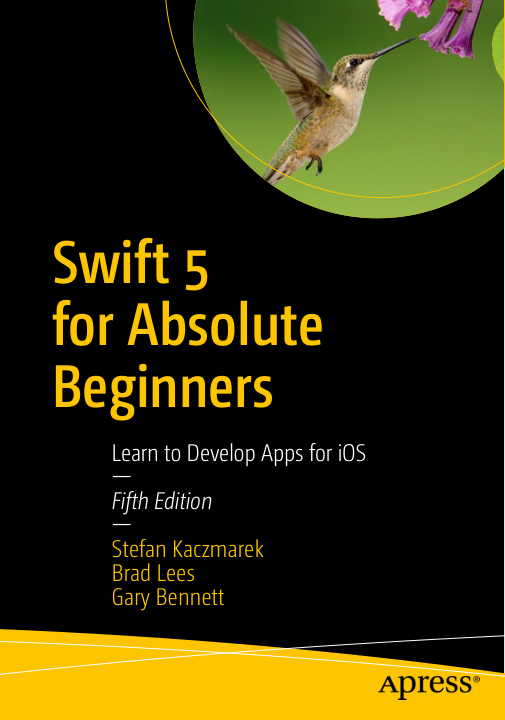 Swift 5
for Absolute
Beginners
Learn to Develop Apps for iOS
—
Fifth Edition
—
Stefan Kaczmarek
Brad Lees
Gary Bennett
Apress®